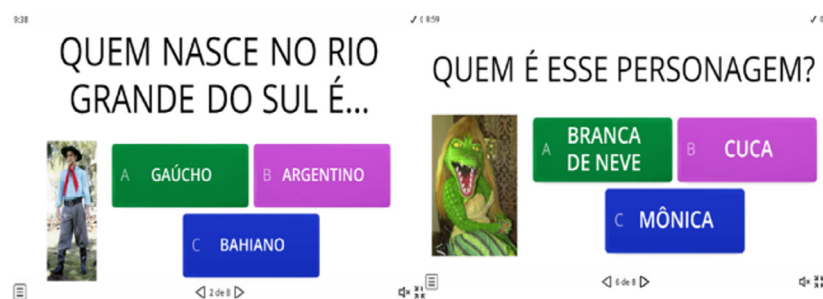 9:38
QUEM NASCE NO RIO
GRANDE DO SUL É...
A GAÚCHO
B ARGENTINO
C BAHIANO
2 de 8
8:59
QUEM É ESSE PERSONAGEM?
A BRANCA
DE NEVE
B CUCA
C MÔNICA
6 de 8